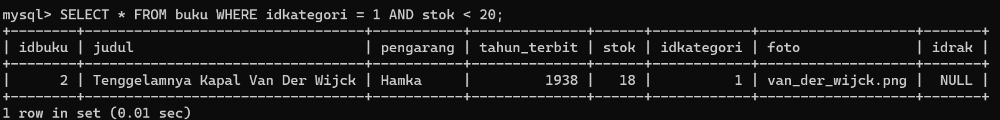 mysql> SELECT * FROM buku WHERE idkategori = 1 AND stok < 20;
+--------+----------------------------------+-----------+--------------+------+------------+-------------------+-------+
| idbuku | judul                            | pengarang | tahun_terbit | stok | idkategori | foto              | idrak |
+--------+----------------------------------+-----------+--------------+------+------------+-------------------+-------+
|      2 | Tenggelamnya Kapal Van Der Wijck | Hamka     |         1938 |   18 |          1 | van_der_wijck.png |  NULL |
+--------+----------------------------------+-----------+--------------+------+------------+-------------------+-------+
1 row in set (0.01 sec)